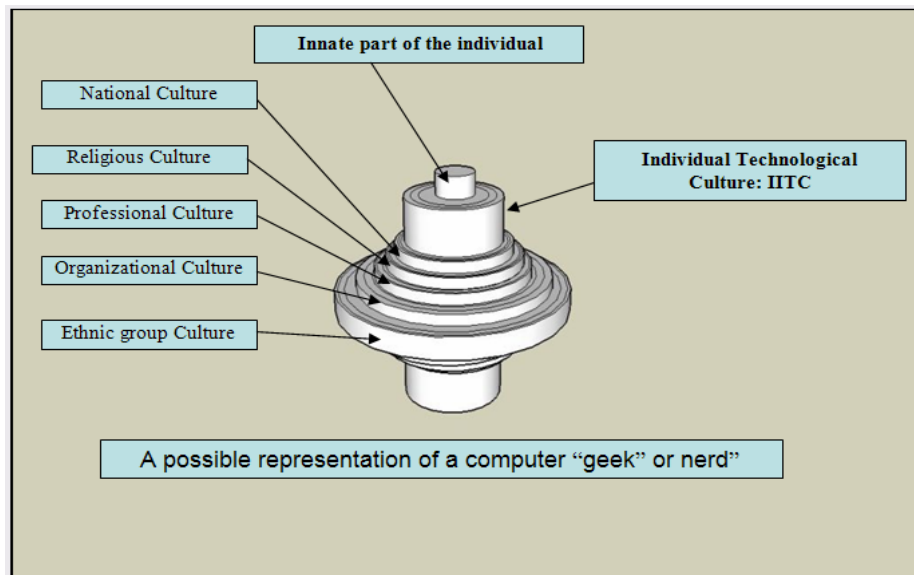 Innate part of the individual
National Culture
Religious Culture
Individual Technological
Culture: IITC
Professional Culture
Organizational Culture
Ethnic group Culture
A possible representation of a computer “geek” or nerd”